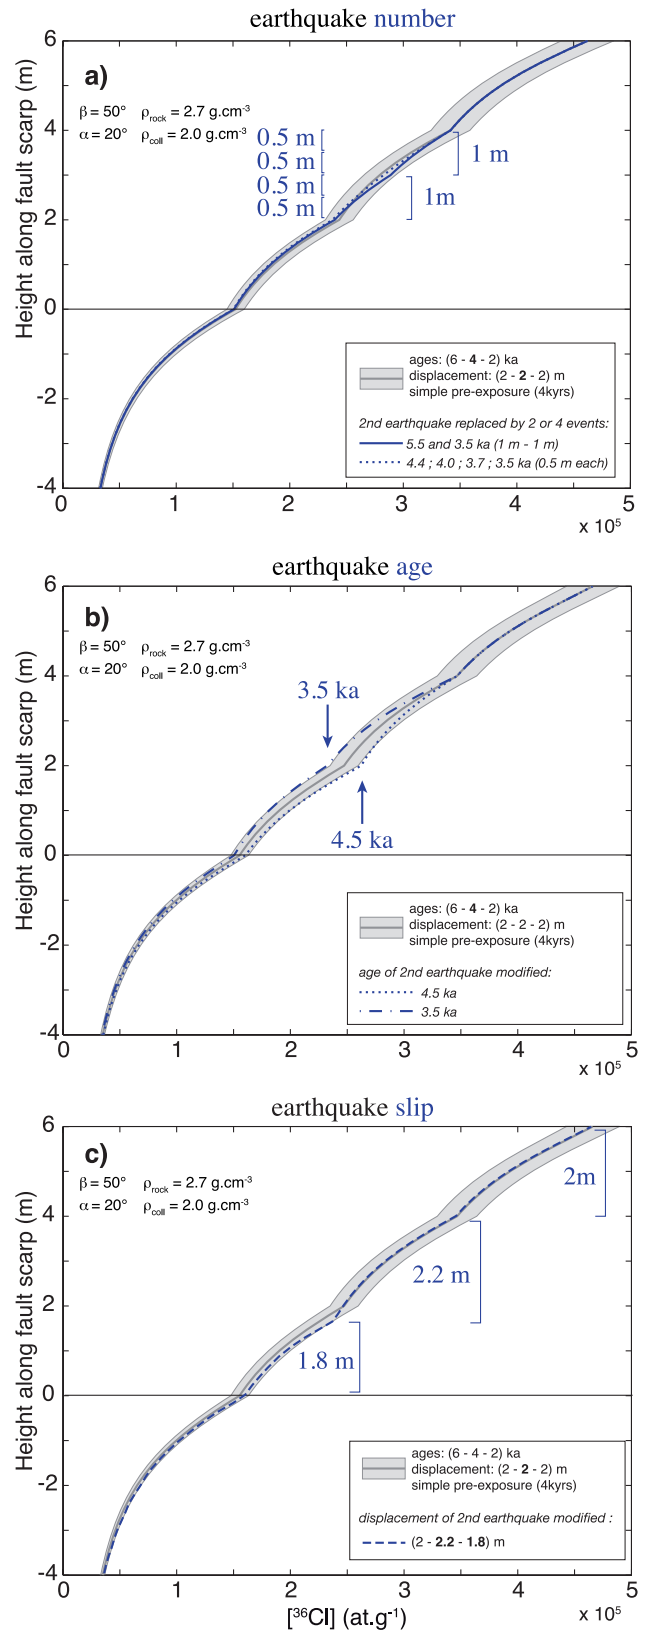 earthquake number
a)
β = 50° ρrock = 2.7 g.cm-3
α = 20° ρcoll = 2.0 g.cm-3
0.5 m
0.5 m
0.5 m
0.5 m
1 m
1m
Height along fault scarp (m)
6
4
2
0
-2
-4
ages: (6 - 4 - 2) ka
displacement: (2 - 2 - 2) m
simple pre-exposure (4kyrs)
2nd earthquake replaced by 2 or 4 events:
5.5 and 3.5 ka (1 m - 1 m)
4.4 ; 4.0 ; 3.7 ; 3.5 ka (0.5 m each)
0 1 2 3 4 5
x 10⁵
earthquake age
b)
β = 50° ρrock = 2.7 g.cm-3
α = 20° ρcoll = 2.0 g.cm-3
3.5 ka
4.5 ka
Height along fault scarp (m)
6
4
2
0
-2
-4
ages: (6 - 4 - 2) ka
displacement: (2 - 2 - 2) m
simple pre-exposure (4kyrs)
age of 2nd earthquake modified:
4.5 ka
3.5 ka
0 1 2 3 4 5
x 10⁵
earthquake slip
c)
β = 50° ρrock = 2.7 g.cm-3
α = 20° ρcoll = 2.0 g.cm-3
2m
2.2 m
1.8 m
Height along fault scarp (m)
6
4
2
0
-2
-4
ages: (6 - 4 - 2) ka
displacement: (2 - 2 - 2) m
simple pre-exposure (4kyrs)
displacement of 2nd earthquake modified :
(2 - 2.2 - 1.8) m
0 1 2 3 4 5
[³⁶Cl] (at.g⁻¹)
x 10⁵